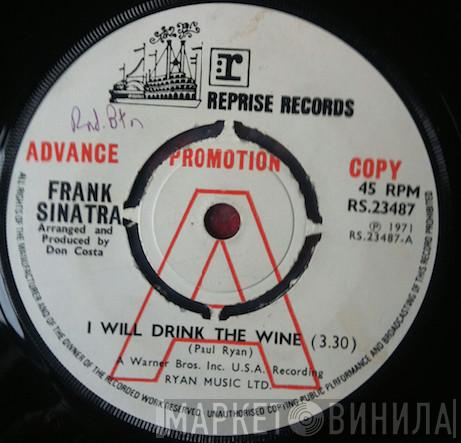 r:
REPRISE RECORDS
ADVANCE PROMOTION COPY
45 RPM
RS.23487
FRANK
SINATRA
Arranged and
Produced by
Don Costa
Ⓟ 1971
RS.23487-A
A
I WILL DRINK THE WINE (3.30)
(Paul Ryan)
A Warner Bros. Inc. U.S.A. Recording
RYAN MUSIC LTD.
ALL RIGHTS OF THE MANUFACTURER AND OF THE OWNER OF THE RECORDED WORK RESERVED. UNAUTHORISED COPYING PUBLIC PERFORMANCE AND BROADCASTING OF THIS RECORD PROHIBITED
МАРКЕТ ВИНИЛА